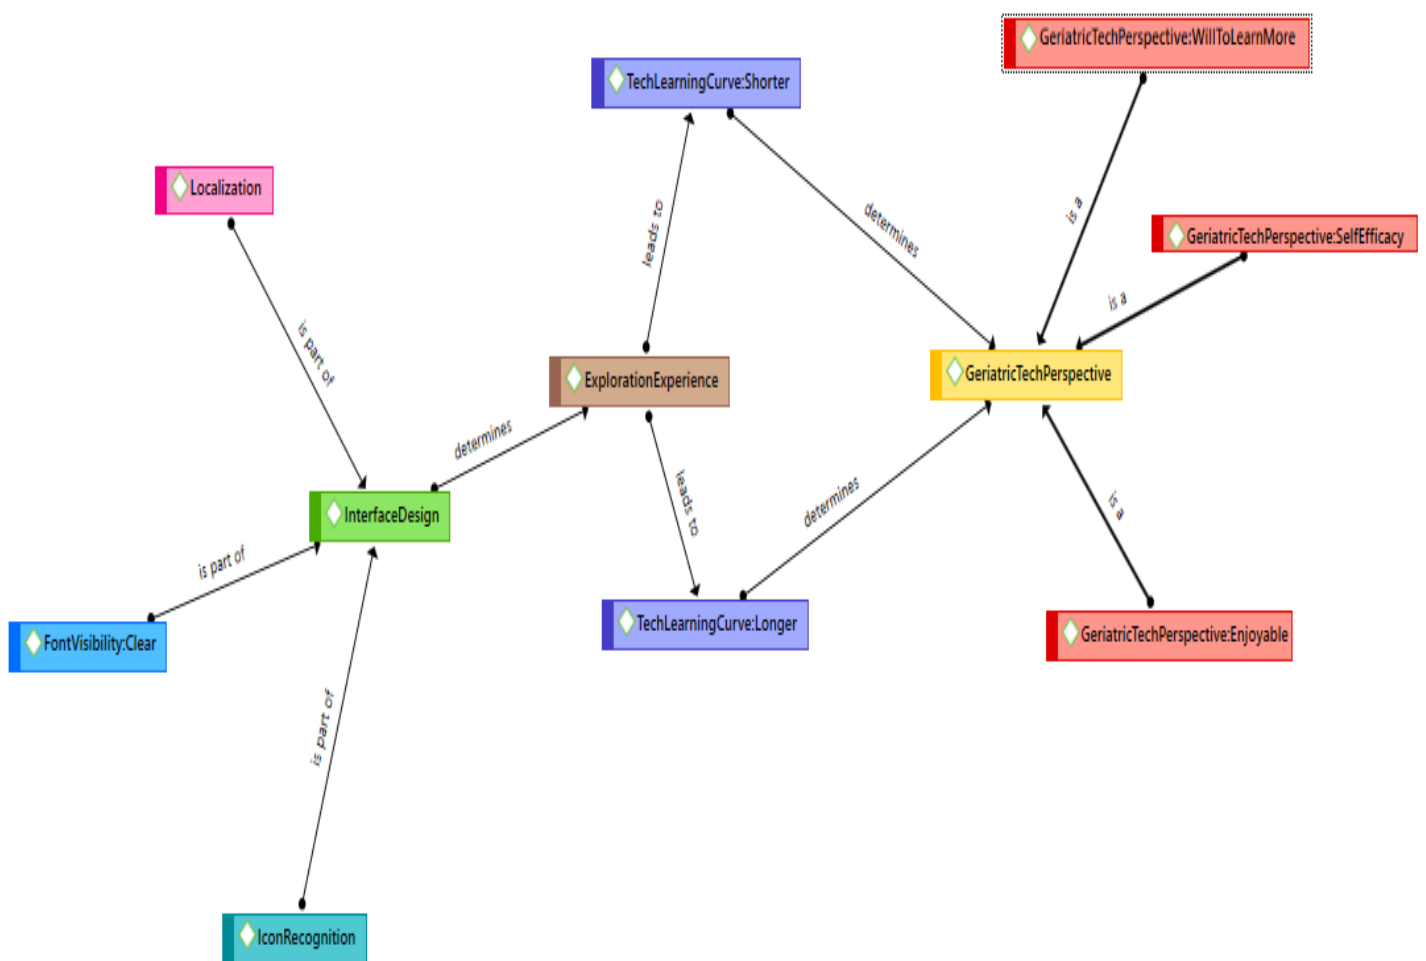 GeriatricTechPerspective:WillToLearnMore
TechLearningCurve:Shorter
Localization
is a
leads to
determines
GeriatricTechPerspective:SelfEfficacy
is a
is part of
ExplorationExperience
GeriatricTechPerspective
determines
InterfaceDesign
leads to
determines
is a
is part of
FontVisibility:Clear
TechLearningCurve:Longer
GeriatricTechPerspective:Enjoyable
is part of
IconRecognition